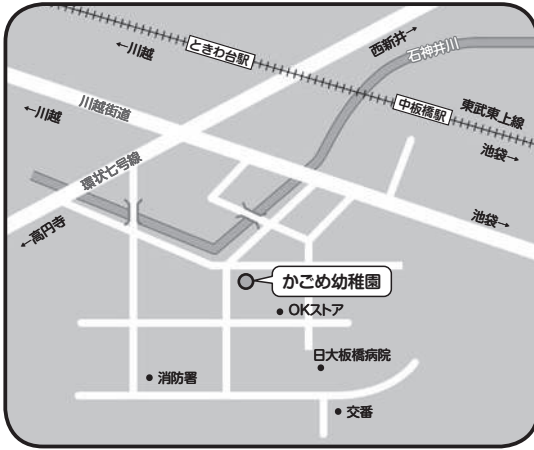 ときわ台駅
←川越
西新井→
石神井川
中板橋駅
東武東上線
池袋→
←川越
川越街道
環状七号線
←高円寺
池袋→
かごめ幼稚園
OKストア
日大板橋病院
消防署
交番